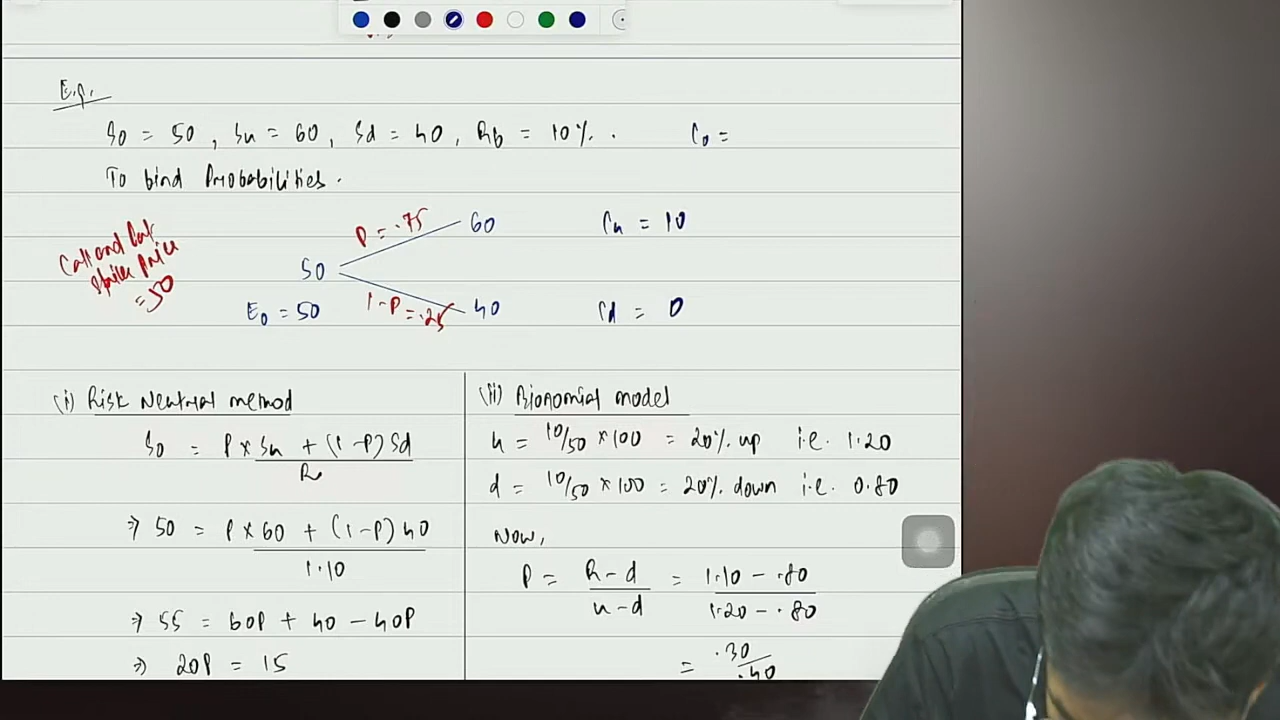 E.g.
S0 = 50 , Su = 60 , Sd = 40 , Rf = 10% . C0 =
To find Probabilities.
Call and Put
strike price
= 50
P = .75
60
Cu = 10
50
E0 = 50
1-P = .25
40
Cd = 0
(i) Risk Neutral method
S0 = P × Su + (1-P) Sd
R
⇒ 50 = P × 60 + (1-P) 40
1.10
⇒ 55 = 60P + 40 - 40P
⇒ 20P = 15
(ii) Bionomial model
u = 10/50 × 100 = 20% up i.e. 1.20
d = 10/50 × 100 = 20% down i.e. 0.80
Now,
P = R-d = 1.10 - .80
u-d 1.20 - .80
= .30
.40